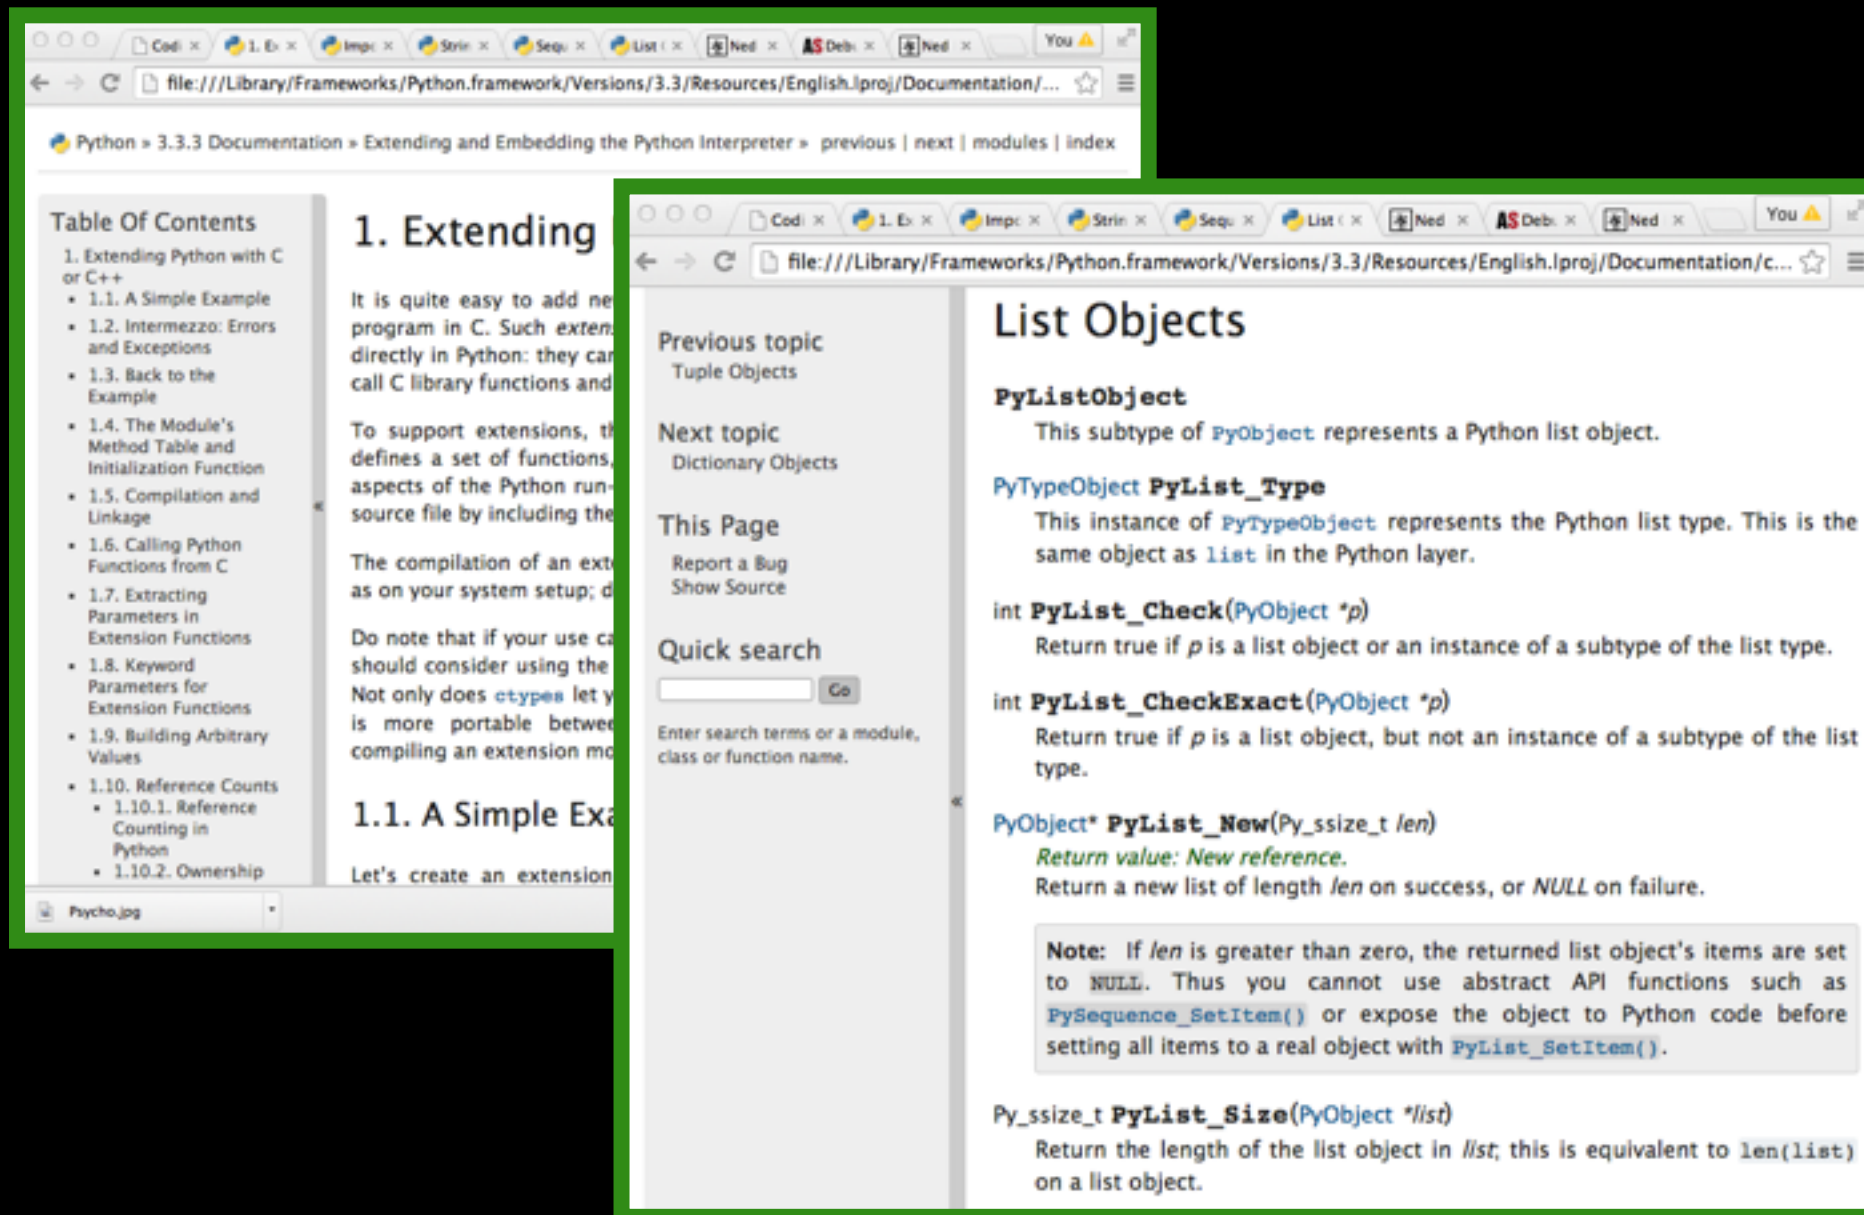 Codi
1. Ex
Impc
Strin
Sequ
List (
Ned
AS Deb
Ned
You
file:///Library/Frameworks/Python.framework/Versions/3.3/Resources/English.lproj/Documentation/...
Python » 3.3.3 Documentation » Extending and Embedding the Python Interpreter » previous | next | modules | index
Table Of Contents
1. Extending Python with C
or C++
1.1. A Simple Example
1.2. Intermezzo: Errors
and Exceptions
1.3. Back to the
Example
1.4. The Module's
Method Table and
Initialization Function
1.5. Compilation and
Linkage
1.6. Calling Python
Functions from C
1.7. Extracting
Parameters in
Extension Functions
1.8. Keyword
Parameters for
Extension Functions
1.9. Building Arbitrary
Values
1.10. Reference Counts
1.10.1. Reference
Counting in
Python
1.10.2. Ownership
1. Extending
It is quite easy to add ne
program in C. Such exten
directly in Python: they can
call C library functions and
To support extensions, th
defines a set of functions,
aspects of the Python run-
source file by including the
The compilation of an exte
as on your system setup; d
Do note that if your use ca
should consider using the
Not only does ctypes let y
is more portable betwee
compiling an extension mo
1.1. A Simple Exa
Let's create an extension
Psycho.jpg
Codi
1. Ex
Impc
Strin
Sequ
List (
Ned
AS Deb
Ned
You
file:///Library/Frameworks/Python.framework/Versions/3.3/Resources/English.lproj/Documentation/c...
Previous topic
Tuple Objects
Next topic
Dictionary Objects
This Page
Report a Bug
Show Source
Quick search
Go
Enter search terms or a module,
class or function name.
«
List Objects
PyListObject
This subtype of PyObject represents a Python list object.
PyTypeObject PyList_Type
This instance of PyTypeObject represents the Python list type. This is the
same object as list in the Python layer.
int PyList_Check(PyObject *p)
Return true if p is a list object or an instance of a subtype of the list type.
int PyList_CheckExact(PyObject *p)
Return true if p is a list object, but not an instance of a subtype of the list
type.
PyObject* PyList_New(Py_ssize_t len)
Return value: New reference.
Return a new list of length len on success, or NULL on failure.
Note: If len is greater than zero, the returned list object's items are set
to NULL. Thus you cannot use abstract API functions such as
PySequence_SetItem() or expose the object to Python code before
setting all items to a real object with PyList_SetItem().
Py_ssize_t PyList_Size(PyObject *list)
Return the length of the list object in list; this is equivalent to len(list)
on a list object.